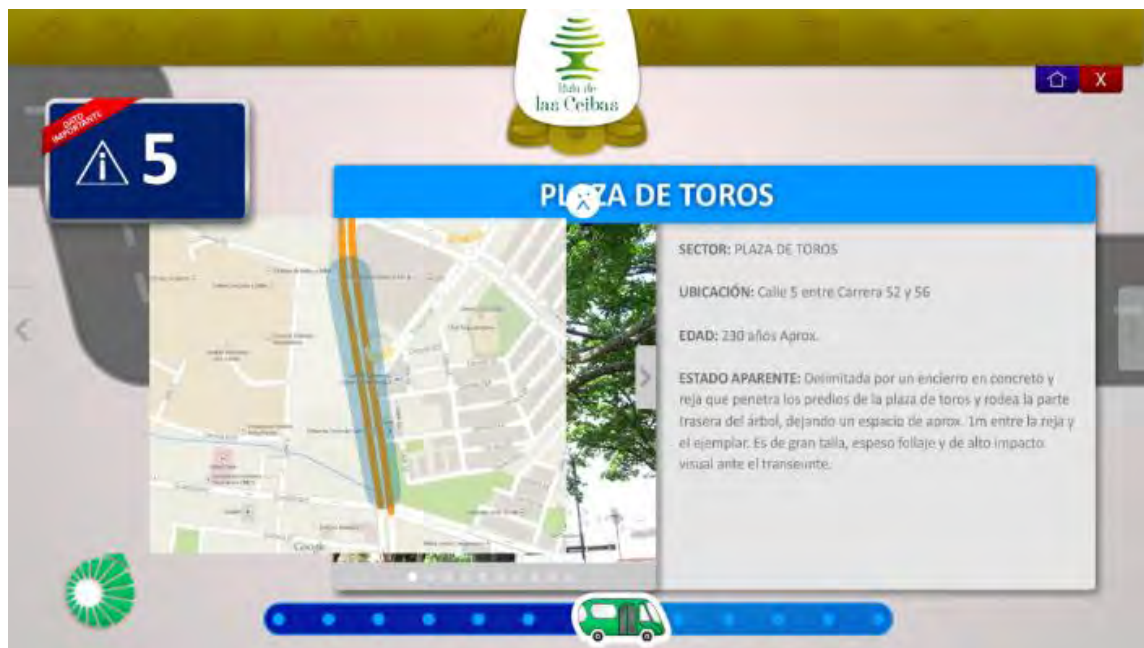 Ruta de
las Ceibas
X
DATO
IMPORTANTE
i 5
PLAZA DE TOROS
SECTOR: PLAZA DE TOROS
UBICACIÓN: Calle 5 entre Carrera 52 y 56
EDAD: 230 años Aprox.
ESTADO APARENTE: Delimitada por un encierro en concreto y
reja que penetra los predios de la plaza de toros y rodea la parte
trasera del árbol, dejando un espacio de aprox. 1m entre la reja y
el ejemplar. Es de gran talla, espeso follaje y de alto impacto
visual ante el transeunte.
Google